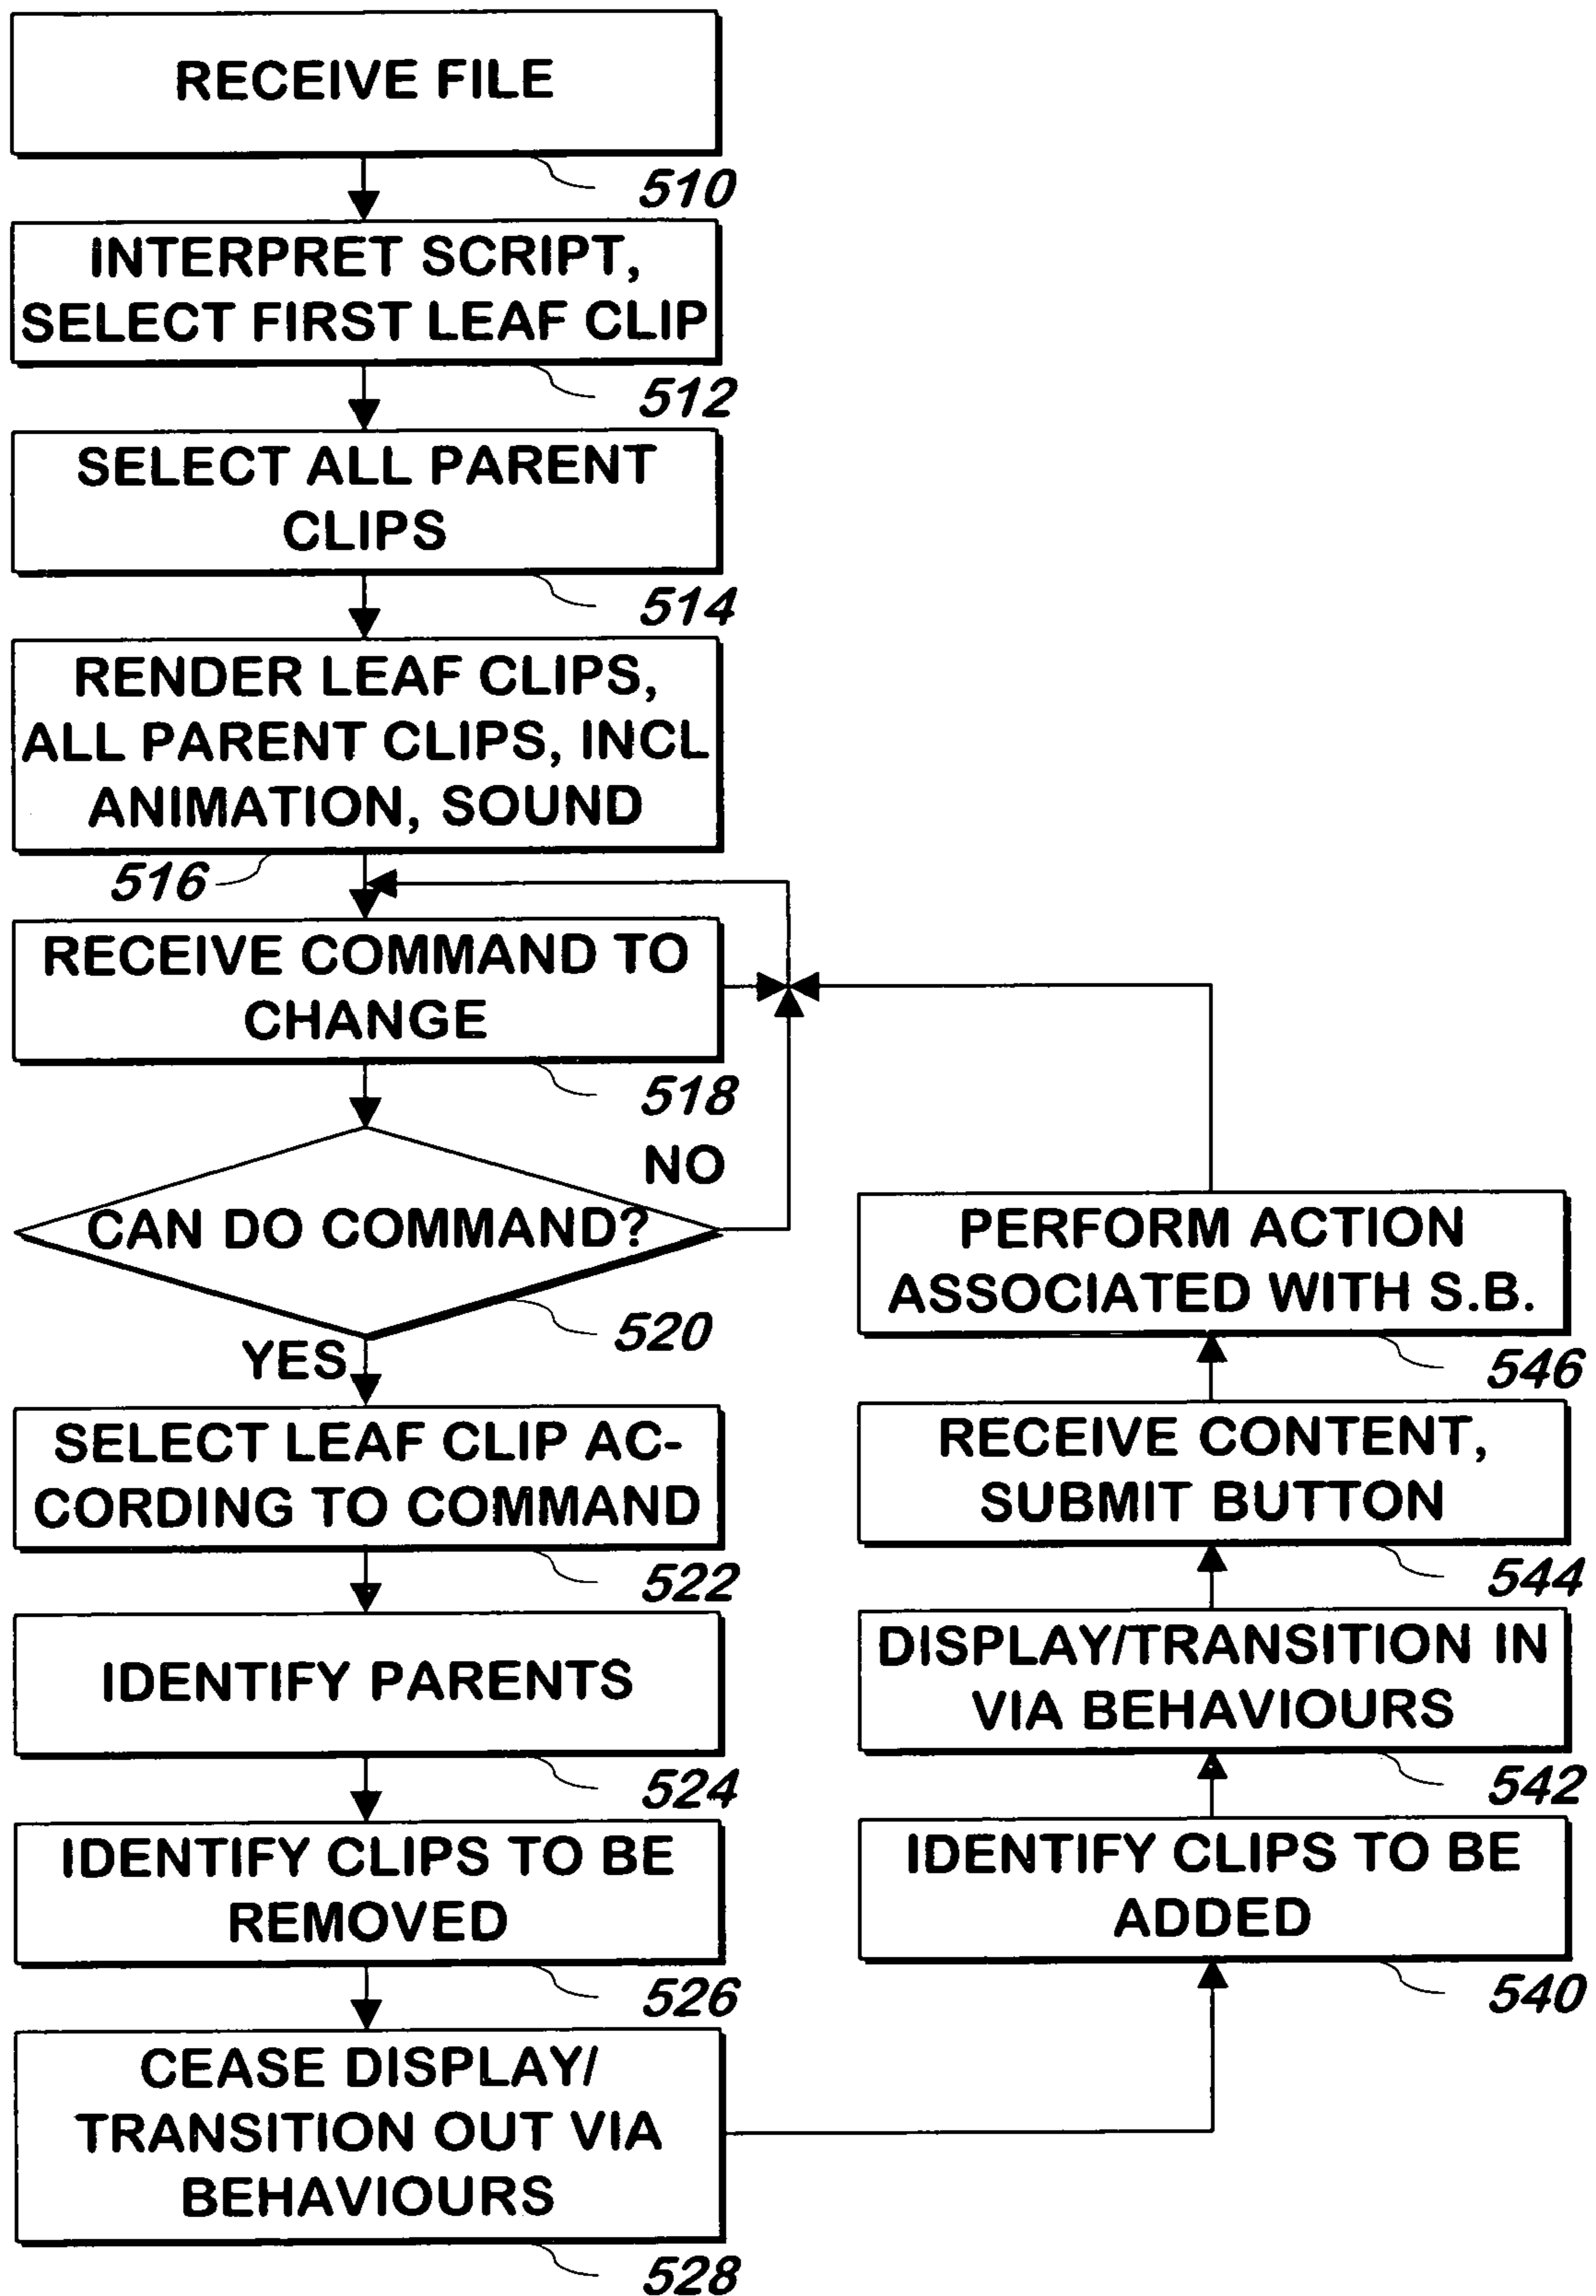 RECEIVE FILE
510
INTERPRET SCRIPT,
SELECT FIRST LEAF CLIP
512
SELECT ALL PARENT
CLIPS
514
RENDER LEAF CLIPS,
ALL PARENT CLIPS, INCL
ANIMATION, SOUND
516
RECEIVE COMMAND TO
CHANGE
518
NO
CAN DO COMMAND?
520
YES
SELECT LEAF CLIP AC-
CORDING TO COMMAND
522
IDENTIFY PARENTS
524
IDENTIFY CLIPS TO BE
REMOVED
526
CEASE DISPLAY/
TRANSITION OUT VIA
BEHAVIOURS
528
PERFORM ACTION
ASSOCIATED WITH S.B.
546
RECEIVE CONTENT,
SUBMIT BUTTON
544
DISPLAY/TRANSITION IN
VIA BEHAVIOURS
542
IDENTIFY CLIPS TO BE
ADDED
540